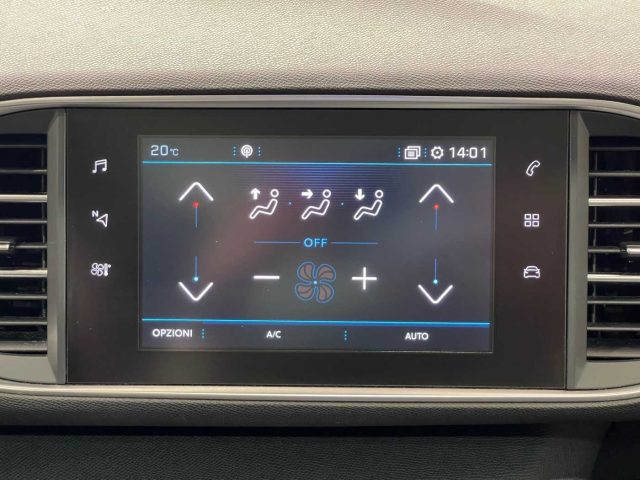 20°C 14:01
N
OFF
OPZIONI A/C AUTO